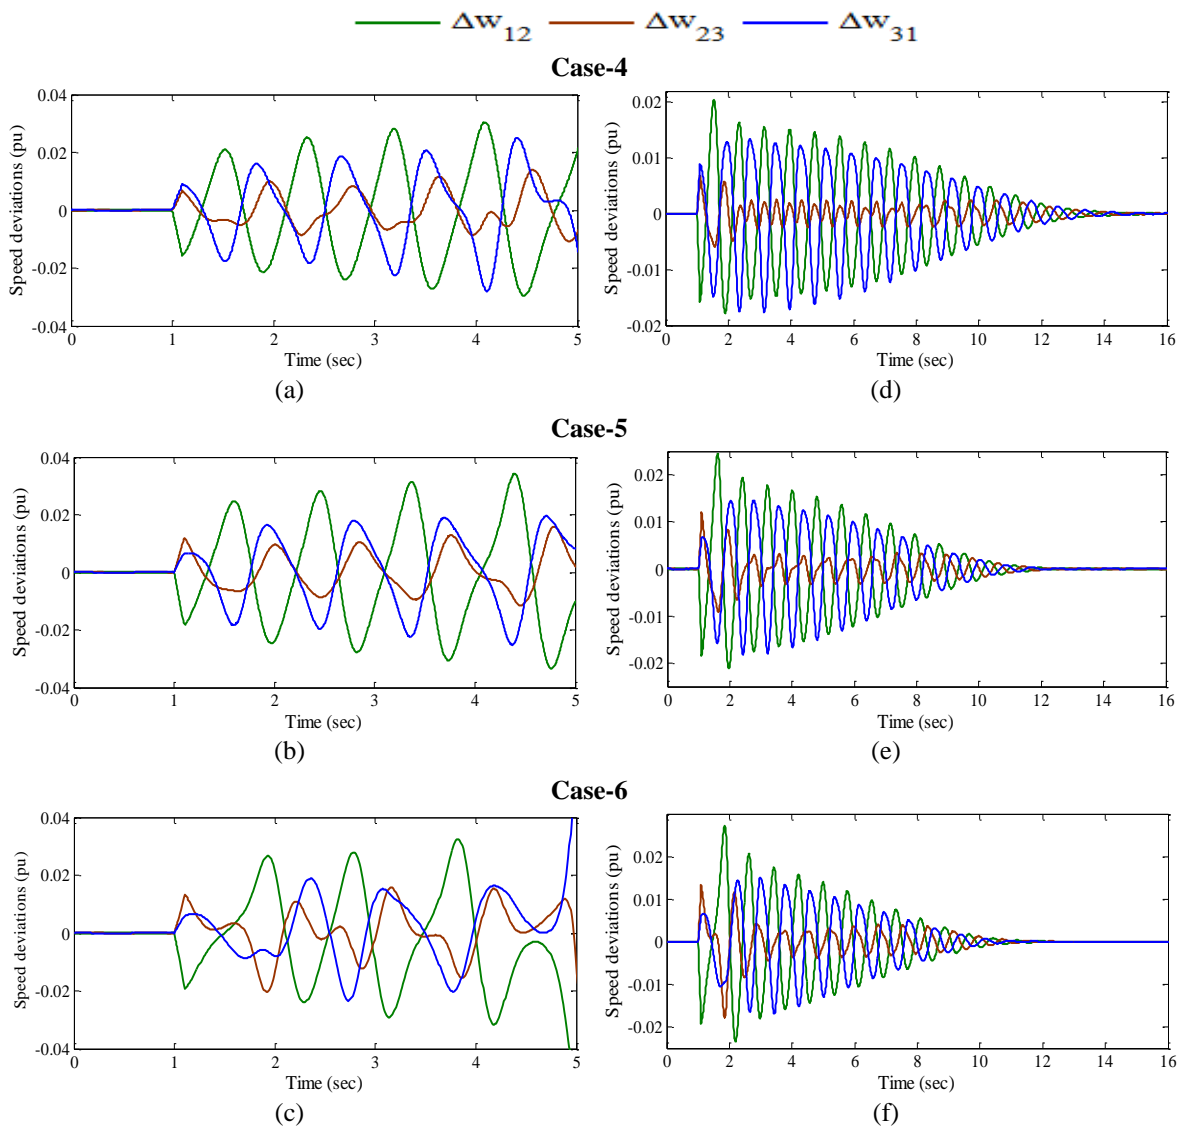 Δw12 Δw23 Δw31
Case-4
0.04
0.02
0
-0.02
-0.04
Speed deviations (pu)
0 1 2 3 4 5
Time (sec)
(a)
0.02
0.01
0
-0.01
-0.02
Speed deviations (pu)
0 2 4 6 8 10 12 14 16
Time (sec)
(d)
Case-5
0.04
0.02
0
-0.02
-0.04
Speed deviations (pu)
0 1 2 3 4 5
Time (sec)
(b)
0.02
0.01
0
-0.01
-0.02
Speed deviations (pu)
0 2 4 6 8 10 12 14 16
Time (sec)
(e)
Case-6
0.04
0.02
0
-0.02
-0.04
Speed deviations (pu)
0 1 2 3 4 5
Time (sec)
(c)
0.02
0.01
0
-0.01
-0.02
Speed deviations (pu)
0 2 4 6 8 10 12 14 16
Time (sec)
(f)